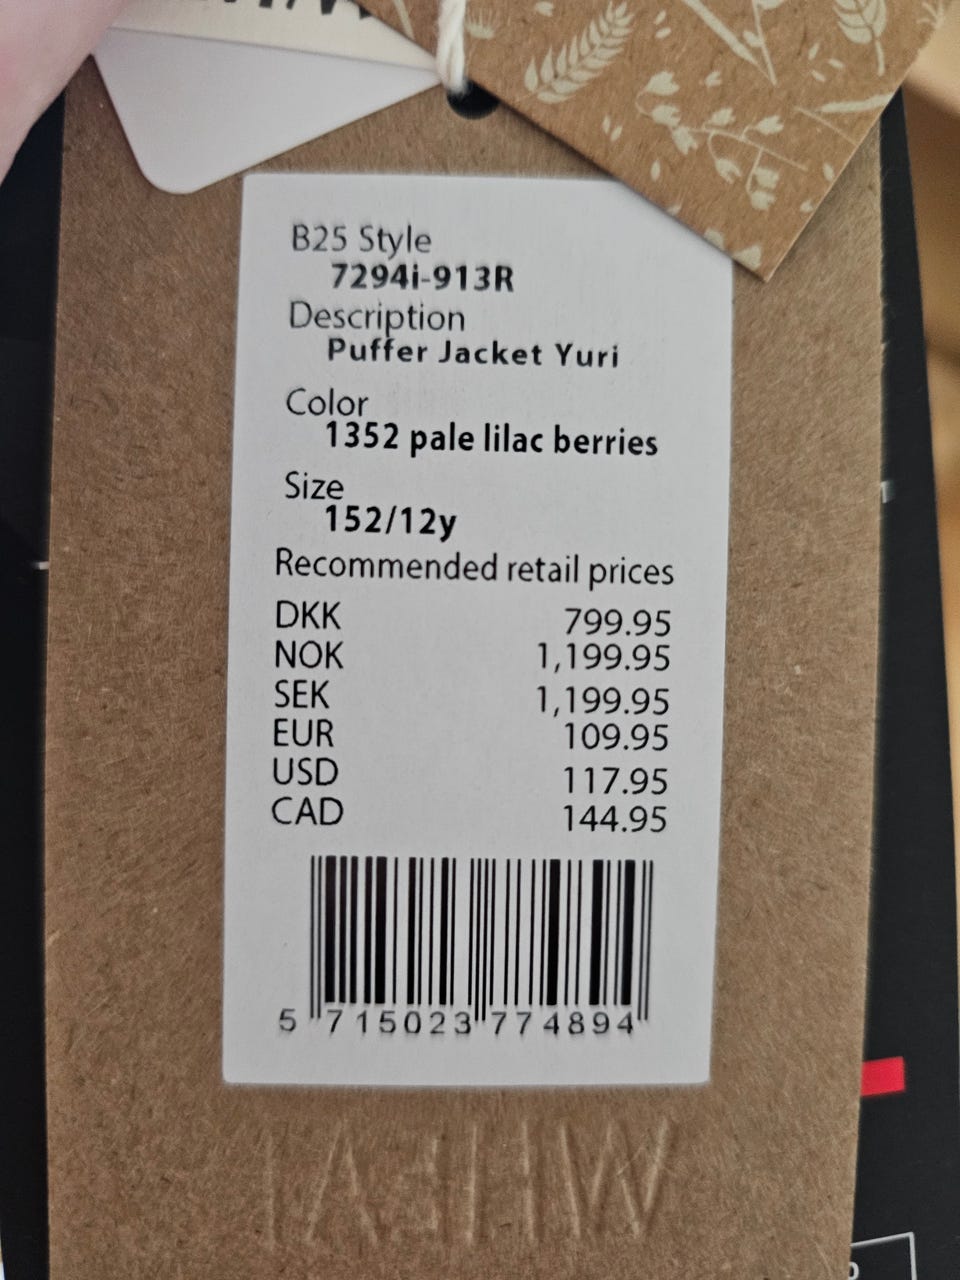 B25 Style
7294i-913R
Description
Puffer Jacket Yuri
Color
1352 pale lilac berries
Size
152/12y
Recommended retail prices
DKK 799.95
NOK 1,199.95
SEK 1,199.95
EUR 109.95
USD 117.95
CAD 144.95
5 715023 774894
WHEAT